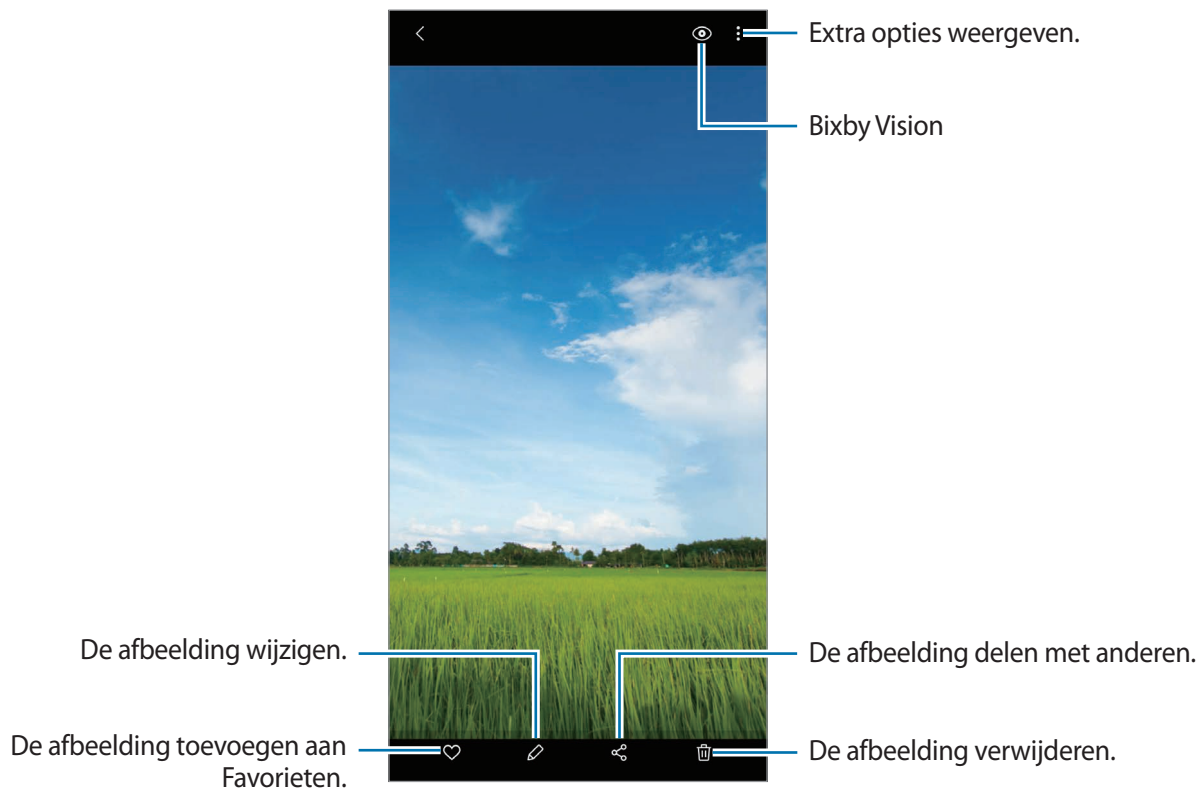 Extra opties weergeven.
Bixby Vision
De afbeelding wijzigen.
De afbeelding delen met anderen.
De afbeelding toevoegen aan
Favorieten.
De afbeelding verwijderen.